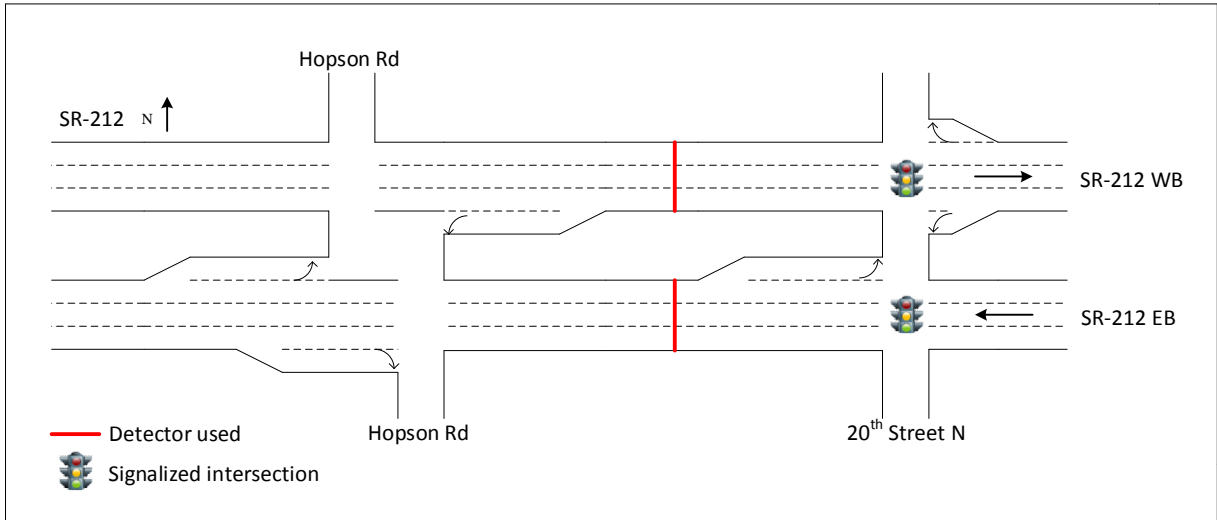 Hopson Rd
SR-212 N
SR-212 WB
SR-212 EB
Detector used
Hopson Rd
20th Street N
Signalized intersection